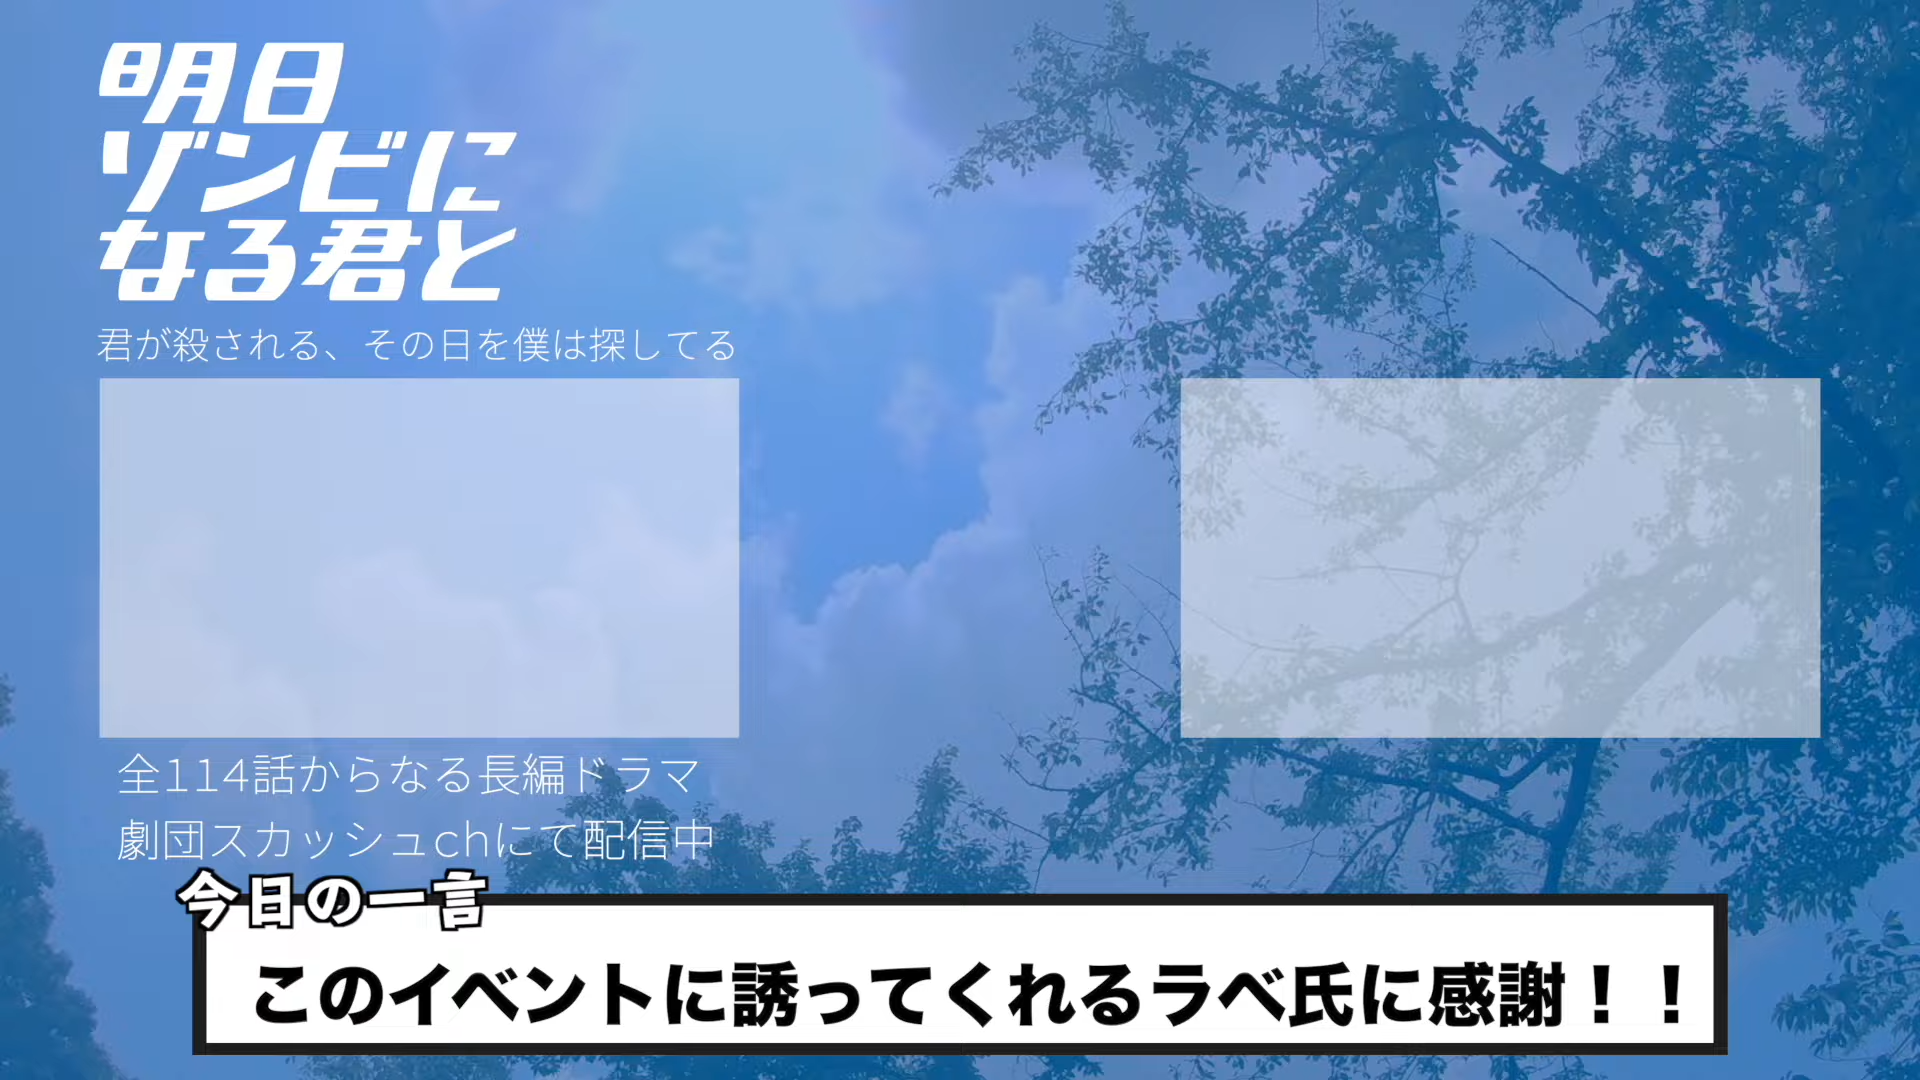 明日
ゾンビに
なる君と
君が殺される、その日を僕は探してる
全114話からなる長編ドラマ
劇団スカッシュchにて配信中
今日の一言
このイベントに誘ってくれるラベ氏に感謝！！